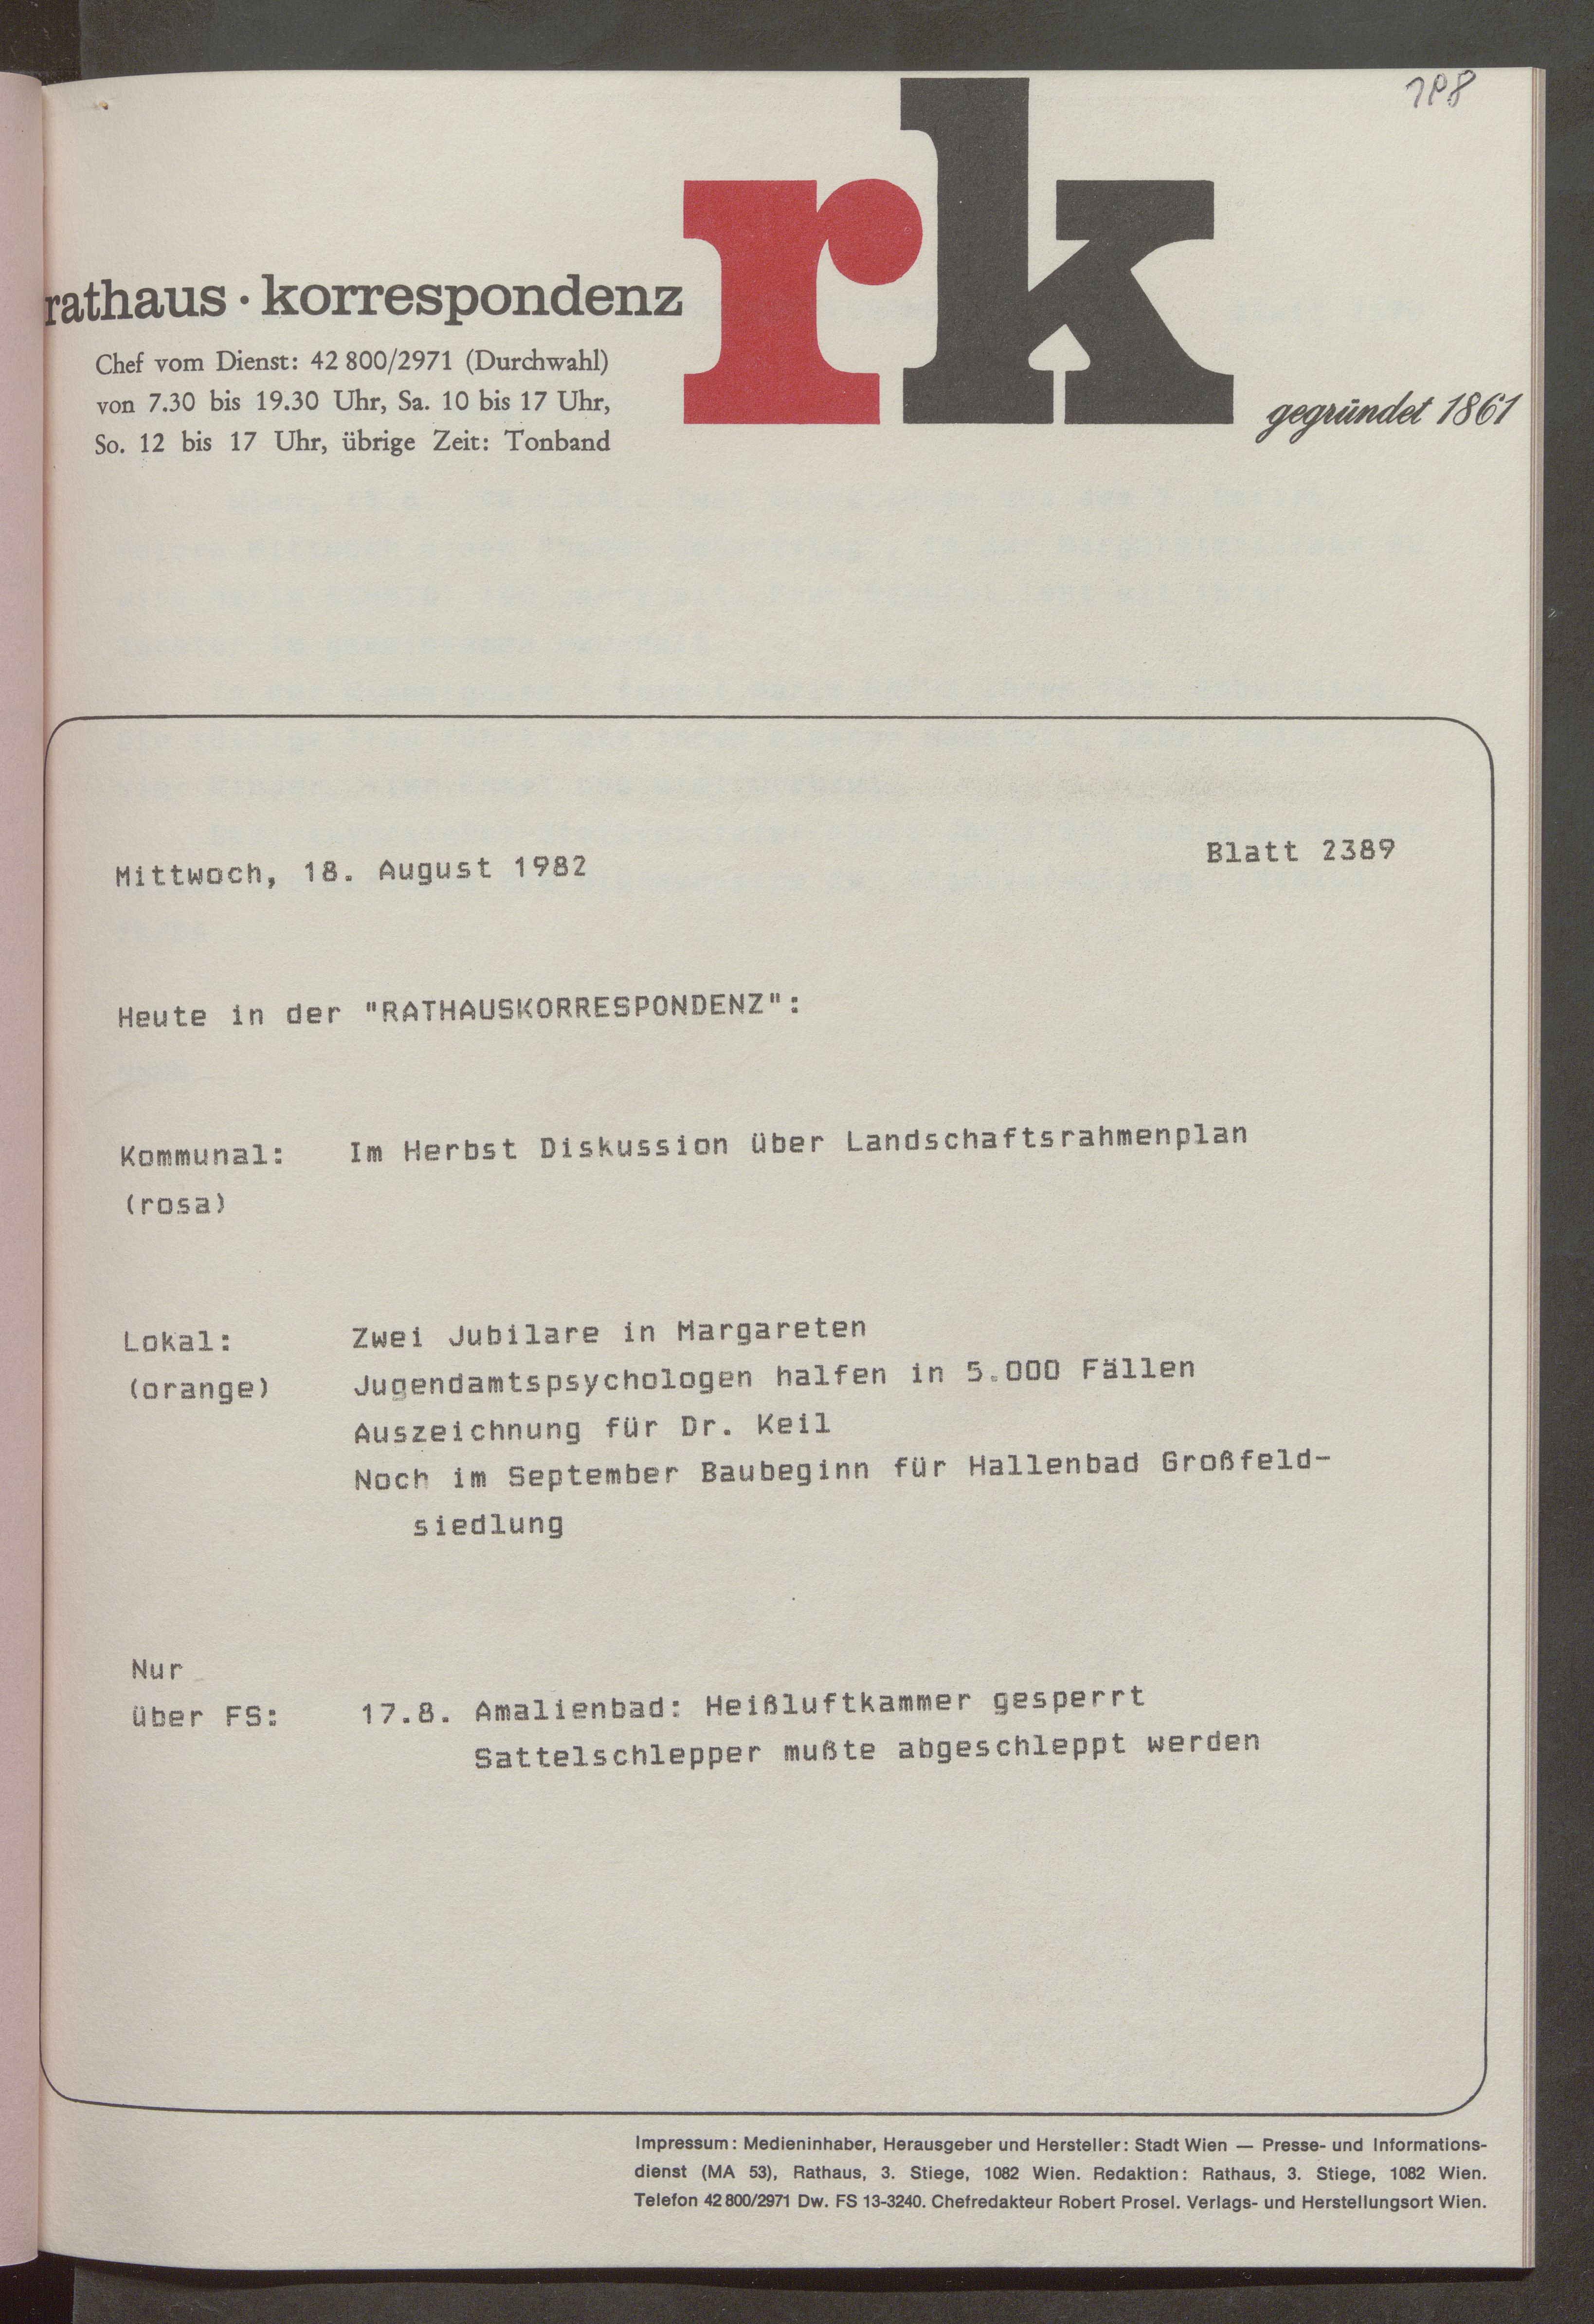 rk
rathaus · korrespondenz
Chef vom Dienst: 42 800/2971 (Durchwahl)
von 7.30 bis 19.30 Uhr, Sa. 10 bis 17 Uhr,
So. 12 bis 17 Uhr, übrige Zeit: Tonband
gegründet 1861
Mittwoch, 18. August 1982 Blatt 2389
Heute in der "RATHAUSKORRESPONDENZ":
Kommunal: Im Herbst Diskussion über Landschaftsrahmenplan
(rosa)
Lokal: Zwei Jubilare in Margareten
(orange) Jugendamtspsychologen halfen in 5.000 Fällen
Auszeichnung für Dr. Keil
Noch im September Baubeginn für Hallenbad Großfeld-
siedlung
Nur
über FS: 17.8. Amalienbad: Heißluftkammer gesperrt
Sattelschlepper mußte abgeschleppt werden
Impressum: Medieninhaber, Herausgeber und Hersteller: Stadt Wien — Presse- und Informations-
dienst (MA 53), Rathaus, 3. Stiege, 1082 Wien. Redaktion: Rathaus, 3. Stiege, 1082 Wien.
Telefon 42 800/2971 Dw. FS 13-3240. Chefredakteur Robert Prosel. Verlags- und Herstellungsort Wien.